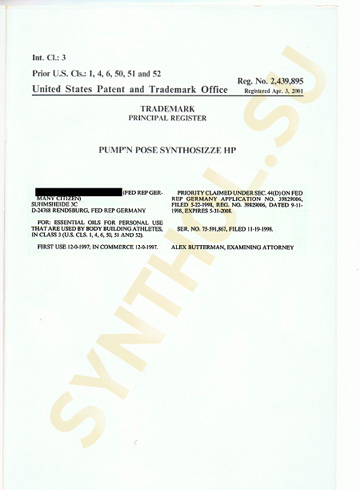 Int. Cl.: 3
Prior U.S. Cls.: 1, 4, 6, 50, 51 and 52
Reg. No. 2,439,895
United States Patent and Trademark Office
Registered Apr. 3, 2001
TRADEMARK
PRINCIPAL REGISTER
PUMP'N POSE SYNTHOSIZZE HP
(FED REP GER-
MANY CITIZEN)
SUHMSHEIDE 3C
D-24768 RENDSBURG, FED REP GERMANY
FOR: ESSENTIAL OILS FOR PERSONAL USE
THAT ARE USED BY BODY BUILDING ATHLETES,
IN CLASS 3 (U.S. CLS. 1, 4, 6, 50, 51 AND 52).
FIRST USE 12-0-1997; IN COMMERCE 12-0-1997.
PRIORITY CLAIMED UNDER SEC. 44(D) ON FED
REP GERMANY APPLICATION NO. 39829006,
FILED 5-22-1998, REG. NO. 39829006, DATED 9-11-
1998, EXPIRES 5-31-2008.
SER. NO. 75-591,867, FILED 11-19-1998.
ALEX BUTTERMAN, EXAMINING ATTORNEY
SYNTHOL.SU